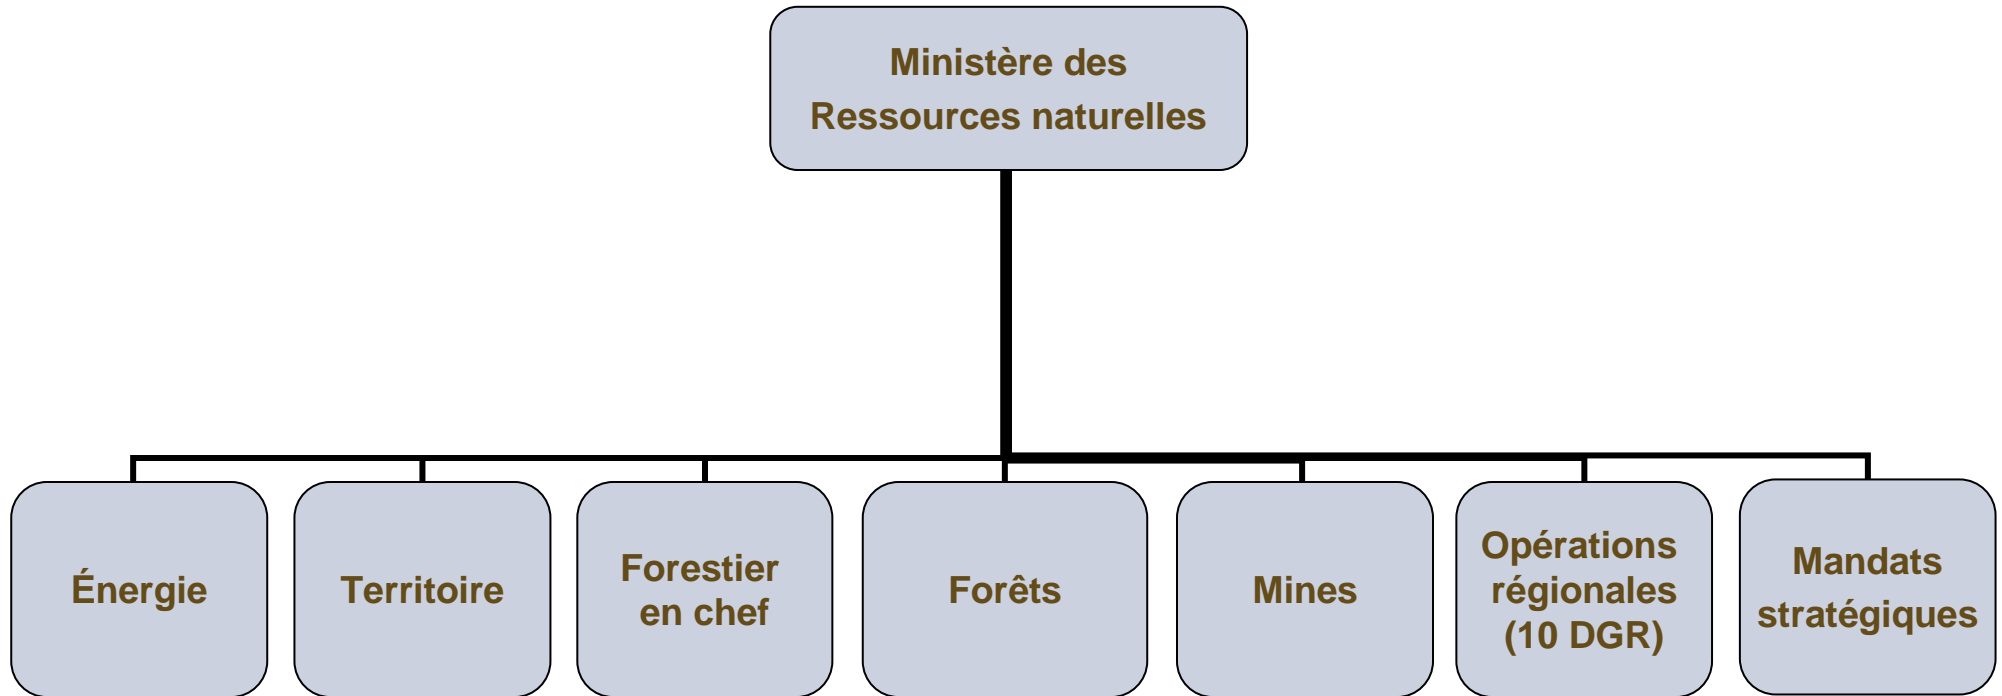 Ministère des
Ressources naturelles
Énergie
Territoire
Forestier
en chef
Forêts
Mines
Opérations
régionales
(10 DGR)
Mandats
stratégiques